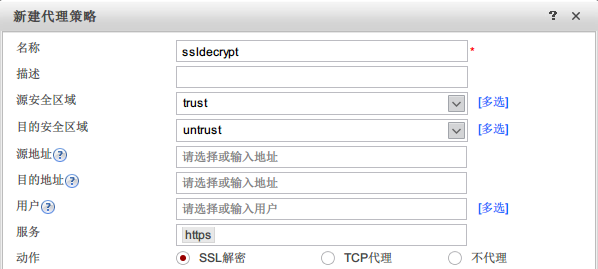 新建代理策略 ? ×
名称 ssldecrypt *
描述
源安全区域 trust [多选]
目的安全区域 untrust [多选]
源地址 ? 请选择或输入地址
目的地址 ? 请选择或输入地址
用户 ? 请选择或输入用户 [多选]
服务 https
动作 SSL解密 TCP代理 不代理